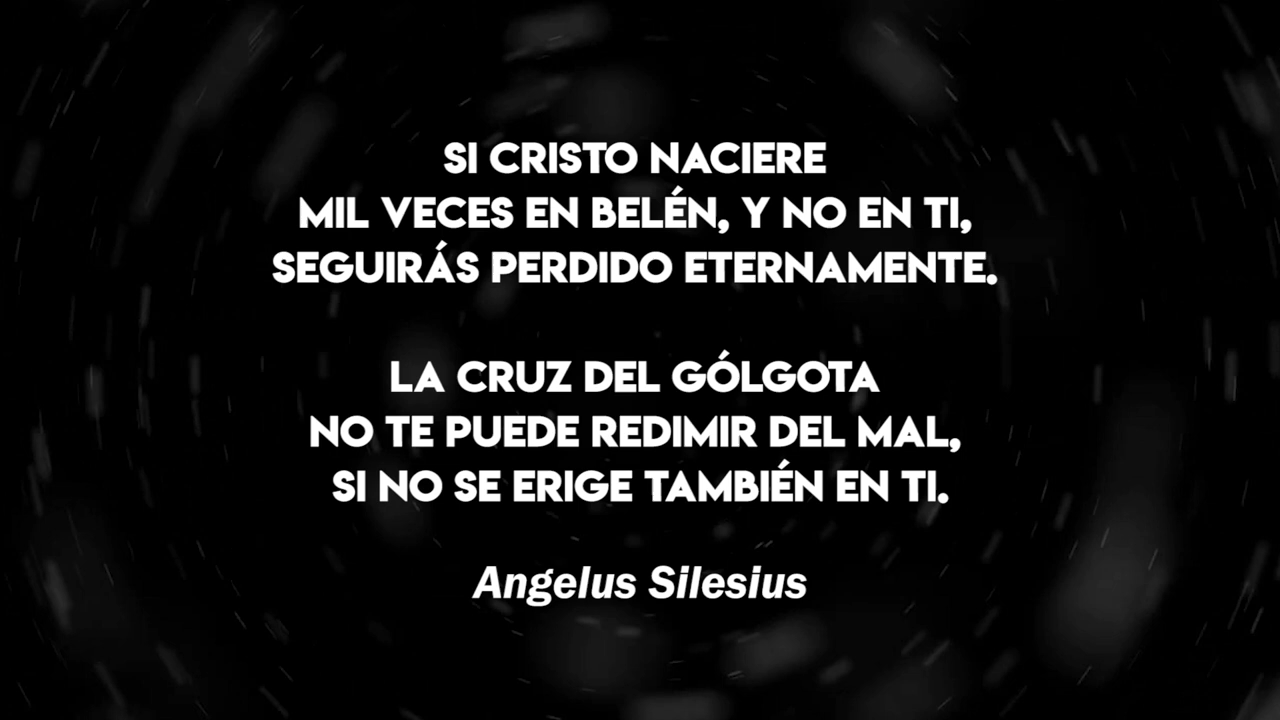 SI CRISTO NACIERE
MIL VECES EN BELÉN, Y NO EN TI,
SEGUIRÁS PERDIDO ETERNAMENTE.
LA CRUZ DEL GÓLGOTA
NO TE PUEDE REDIMIR DEL MAL,
SI NO SE ERIGE TAMBIÉN EN TI.
Angelus Silesius